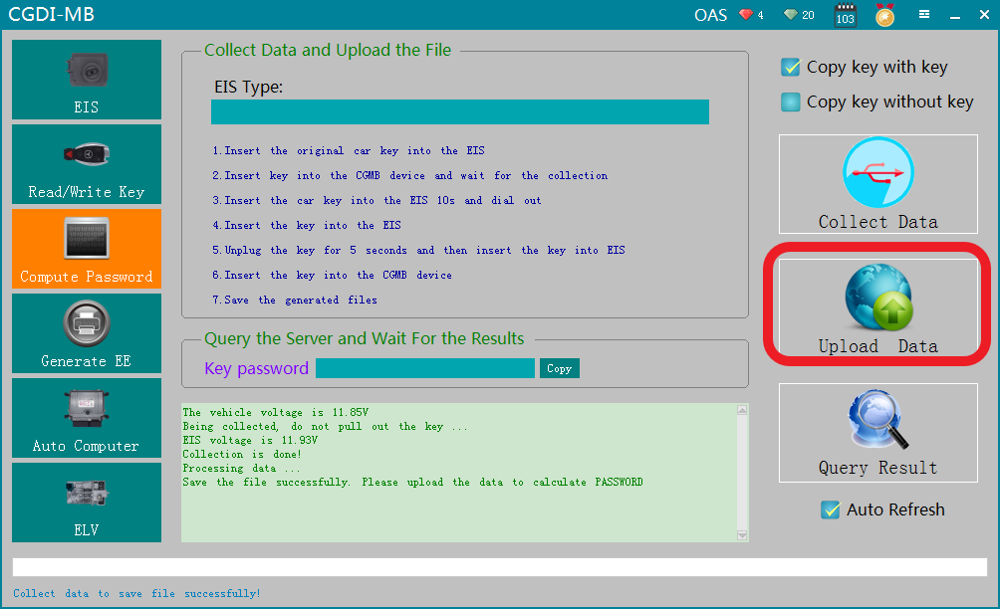 CGDI-MB
OAS 4 20 103
EIS
Read/Write Key
Compute Password
Generate EE
Auto Computer
ELV
Collect Data and Upload the File
EIS Type:
1.Insert the original car key into the EIS
2.Insert key into the CGMB device and wait for the collection
3.Insert the car key into the EIS 10s and dial out
4.Insert the key into the EIS
5.Unplug the key for 5 seconds and then insert the key into EIS
6.Insert the key into the CGMB device
7.Save the generated files
Query the Server and Wait For the Results
Key password
Copy
The vehicle voltage is 11.85V
Being collected, do not pull out the key ...
EIS voltage is 11.93V
Collection is done!
Processing data ...
Save the file successfully. Please upload the data to calculate PASSWORD
Copy key with key
Copy key without key
Collect Data
Upload Data
Query Result
Auto Refresh
Collect data to save file successfully!